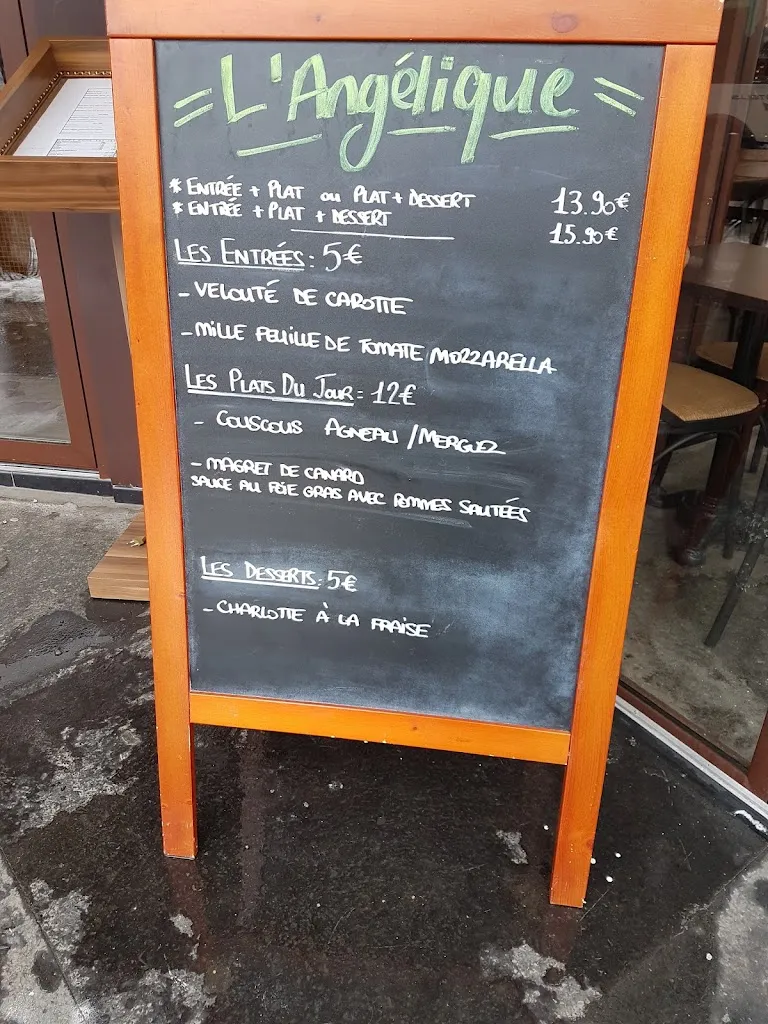 = L'Angélique =
* ENTRÉE + PLAT ou PLAT + DESSERT 13.90€
* ENTRÉE + PLAT + DESSERT 15.90€
LES ENTRÉES : 5€
- VELOUTÉ DE CAROTTE
- MILLE FEUILLE DE TOMATE MOZZARELLA
LES PLATS DU JOUR : 12€
- COUSCOUS AGNEAU / MERGUEZ
- MAGRET DE CANARD
SAUCE AU FOIE GRAS AVEC POMMES SAUTÉES
LES DESSERTS : 5€
- CHARLOTTE À LA FRAISE